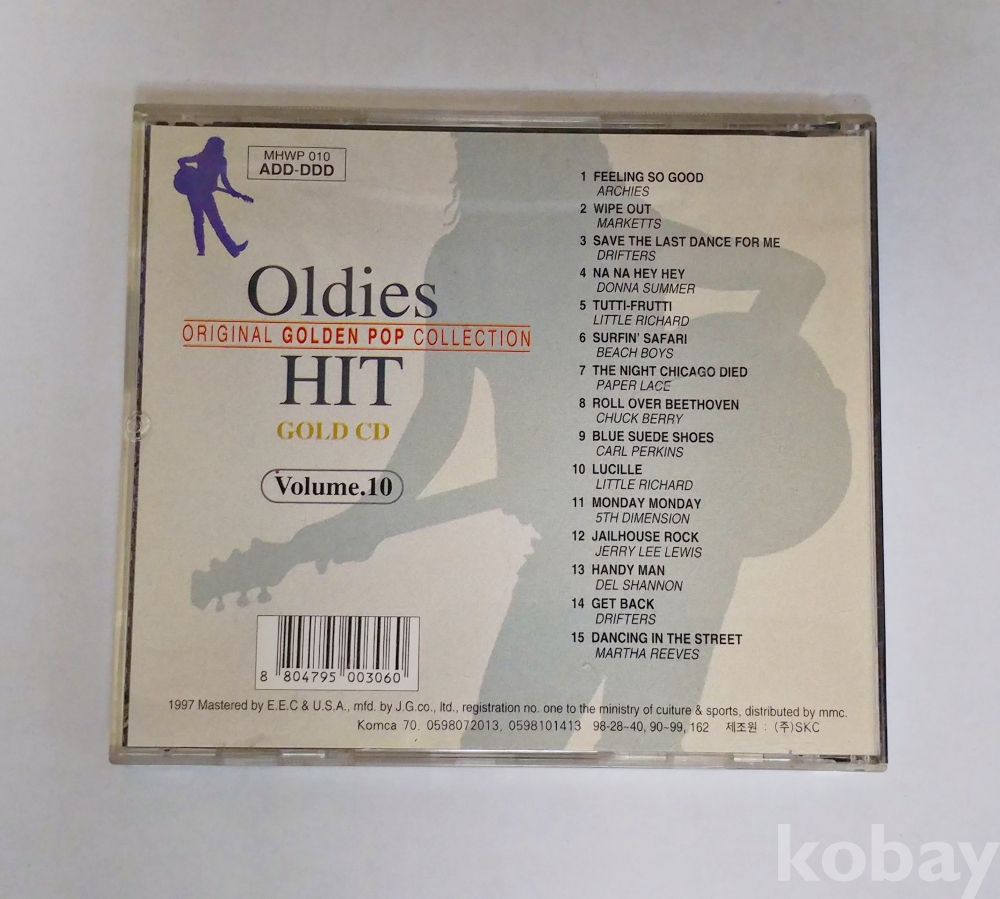 MHWP 010
ADD-DDD
Oldies
ORIGINAL GOLDEN POP COLLECTION
HIT
GOLD CD
Volume.10
1 FEELING SO GOOD
ARCHIES
2 WIPE OUT
MARKETTS
3 SAVE THE LAST DANCE FOR ME
DRIFTERS
4 NA NA HEY HEY
DONNA SUMMER
5 TUTTI-FRUTTI
LITTLE RICHARD
6 SURFIN' SAFARI
BEACH BOYS
7 THE NIGHT CHICAGO DIED
PAPER LACE
8 ROLL OVER BEETHOVEN
CHUCK BERRY
9 BLUE SUEDE SHOES
CARL PERKINS
10 LUCILLE
LITTLE RICHARD
11 MONDAY MONDAY
5TH DIMENSION
12 JAILHOUSE ROCK
JERRY LEE LEWIS
13 HANDY MAN
DEL SHANNON
14 GET BACK
DRIFTERS
15 DANCING IN THE STREET
MARTHA REEVES
8 804795 003060
1997 Mastered by E.E.C & U.S.A., mfd. by J.G.co., ltd., registration no. one to the ministry of cuiture & sports, distributed by mmc.
Komca 70. 0598072013, 0598101413 98-28~40, 90~99, 162 제조원 : (주)SKC
kobay